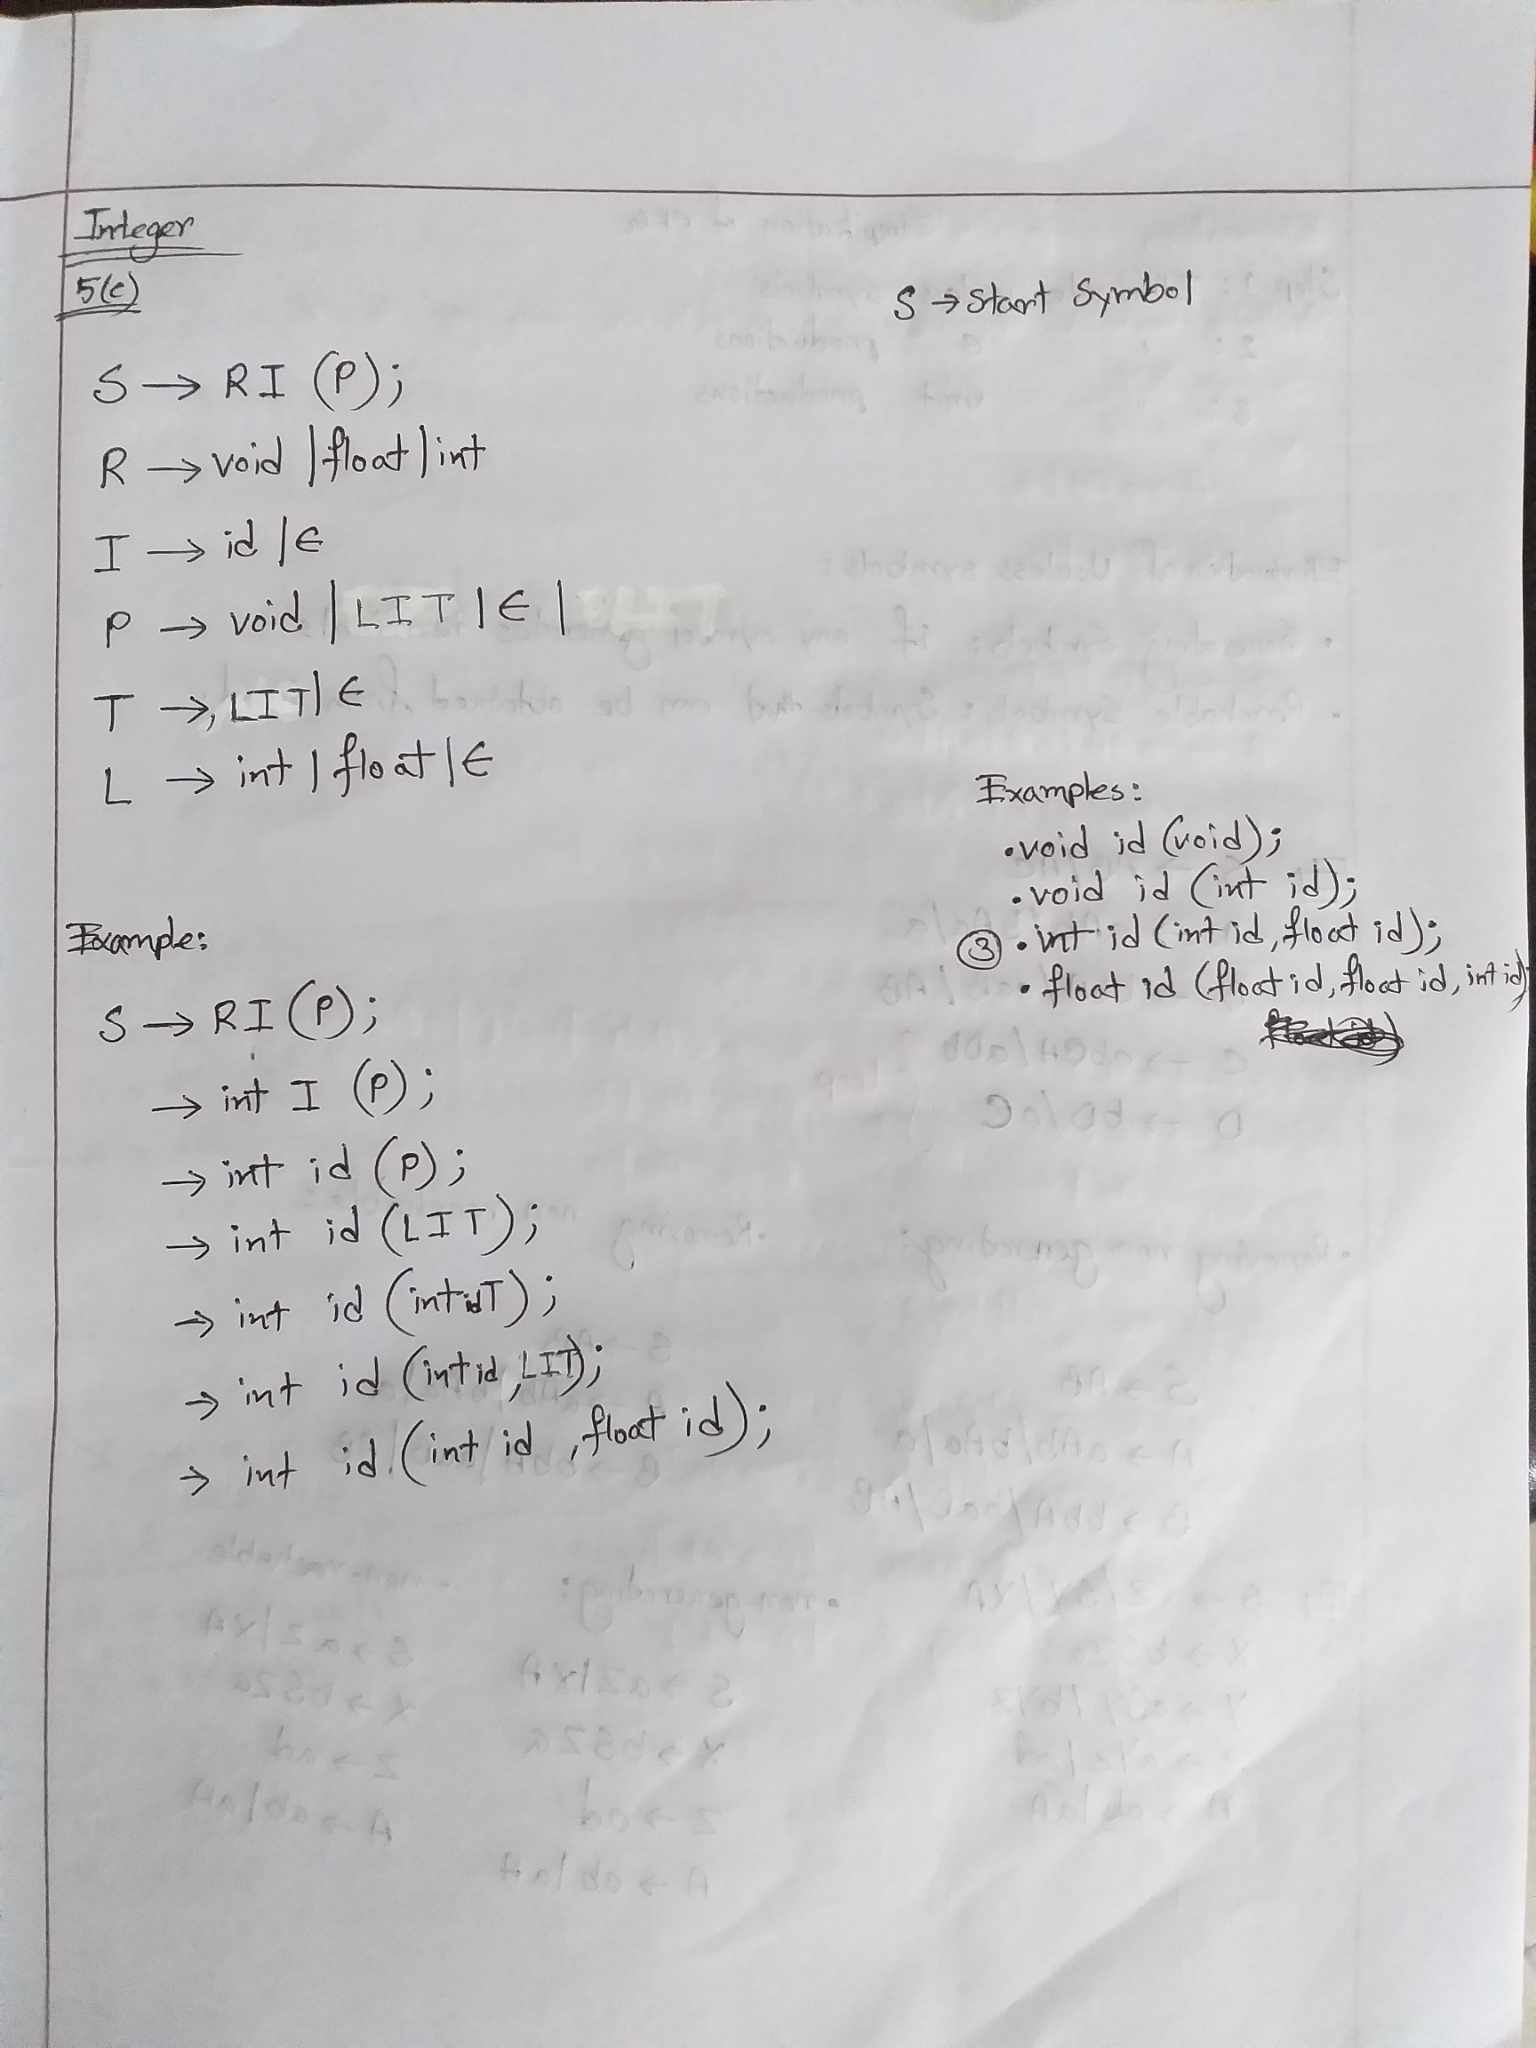 Integer
5(c)
S → Start Symbol
S → RI (P);
R → void | float | int
I → id | ∈
P → void | LIT | ∈ |
T → , LIT | ∈
L → int | float | ∈
Examples:
• void id (void);
• void id (int id);
③ • int id (int id, float id);
• float id (float id, float id, int id);
Example:
S → RI (P);
→ int I (P);
→ int id (P);
→ int id (LIT);
→ int id (int id T);
→ int id (int id, LIT);
→ int id (int id, float id);